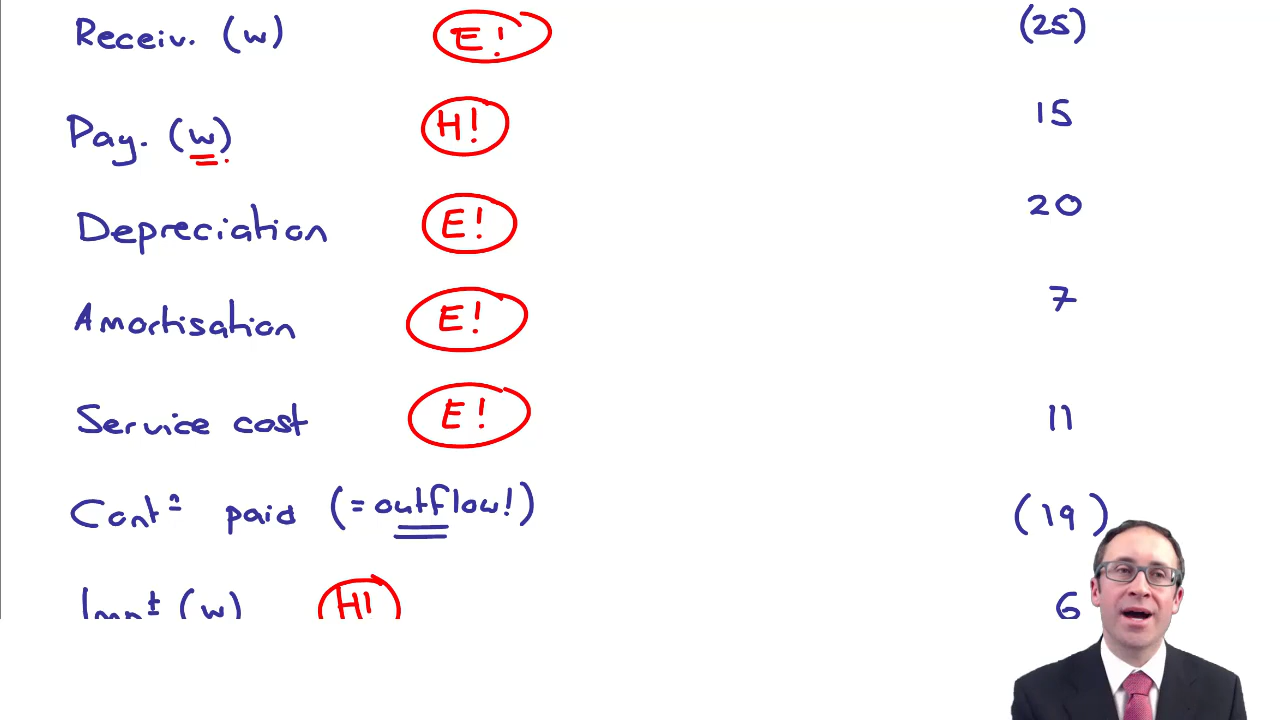 Receiv. (w) E! (25)
Pay. (w) H! 15
Depreciation E! 20
Amortisation E! 7
Service cost E! 11
Contⁿ paid (= outflow!) (19)
Impt (w) H! 6